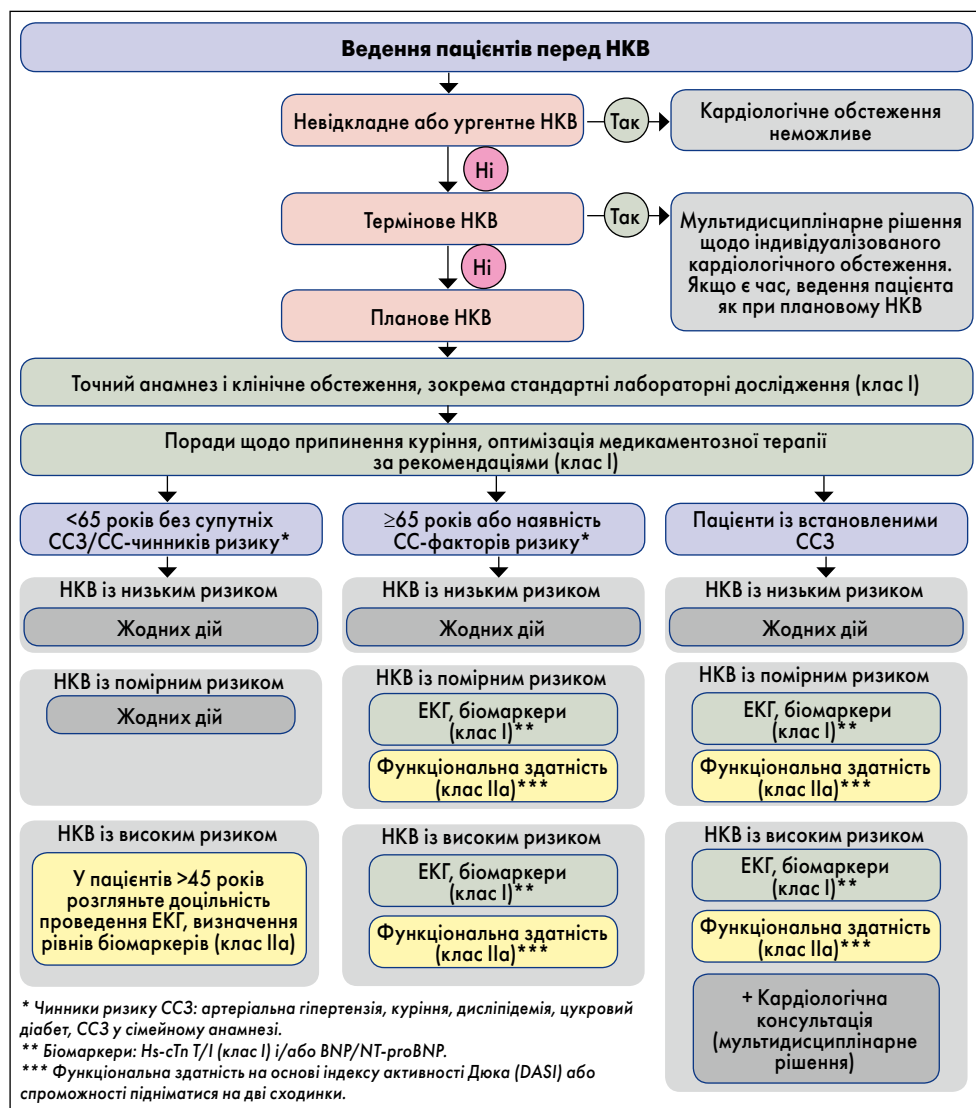 Ведення пацієнтів перед НКВ
Невідкладне або ургентне НКВ
Так
Кардіологічне обстеження
неможливе
Ні
Термінове НКВ
Так
Мультидисциплінарне рішення
щодо індивідуалізованого
кардіологічного обстеження.
Якщо є час, ведення пацієнта
як при плановому НКВ
Ні
Планове НКВ
Точний анамнез і клінічне обстеження, зокрема стандартні лабораторні дослідження (клас I)
Поради щодо припинення куріння, оптимізація медикаментозної терапії
за рекомендаціями (клас I)
<65 років без супутніх
ССЗ/СС-чинників ризику*
НКВ із низьким ризиком
Жодних дій
НКВ із помірним ризиком
Жодних дій
НКВ із високим ризиком
У пацієнтів >45 років
розгляньте доцільність
проведення ЕКГ, визначення
рівнів біомаркерів (клас IIa)
≥65 років або наявність
СС-факторів ризику*
НКВ із низьким ризиком
Жодних дій
НКВ із помірним ризиком
ЕКГ, біомаркери
(клас I)**
Функціональна здатність
(клас IIa)***
НКВ із високим ризиком
ЕКГ, біомаркери
(клас I)**
Функціональна здатність
(клас IIa)***
Пацієнти із встановленими
ССЗ
НКВ із низьким ризиком
Жодних дій
НКВ із помірним ризиком
ЕКГ, біомаркери
(клас I)**
Функціональна здатність
(клас IIa)***
НКВ із високим ризиком
ЕКГ, біомаркери
(клас I)**
Функціональна здатність
(клас IIa)***
+ Кардіологічна
консультація
(мультидисциплінарне
рішення)
* Чинники ризику ССЗ: артеріальна гіпертензія, куріння, дисліпідемія, цукровий
діабет, ССЗ у сімейному анамнезі.
** Біомаркери: Hs-cTn T/I (клас I) і/або BNP/NT-proBNP.
*** Функціональна здатність на основі індексу активності Дюка (DASI) або
спроможності підніматися на дві сходинки.